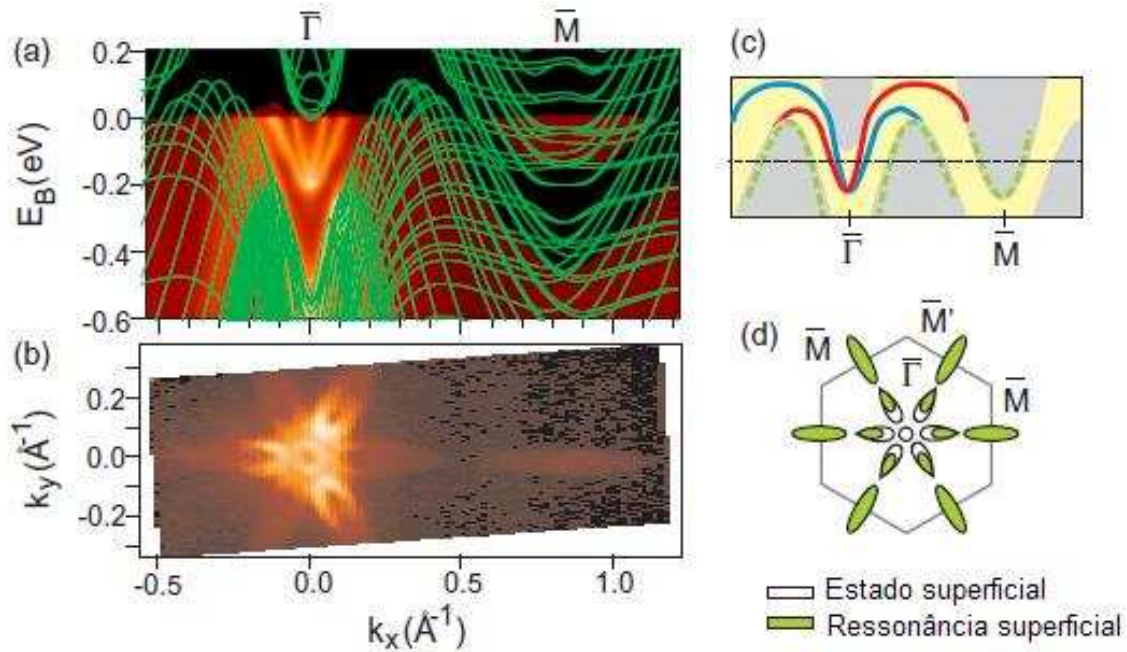 (a)
Γ̅
M̅
0.2
0.0
-0.2
-0.4
-0.6
E_B(eV)
(b)
0.2
0.0
-0.2
k_y(Å⁻¹)
-0.5
0.0
0.5
1.0
k_x(Å⁻¹)
(c)
Γ̅
M̅
(d)
M̅
M̅'
Γ̅
M̅
Estado superficial
Ressonância superficial